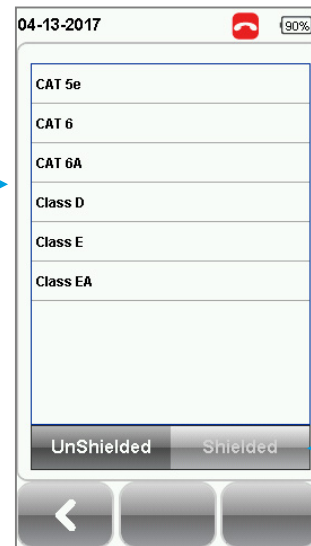 04-13-2017 90%
CAT 5e
CAT 6
CAT 6A
Class D
Class E
Class EA
UnShielded Shielded